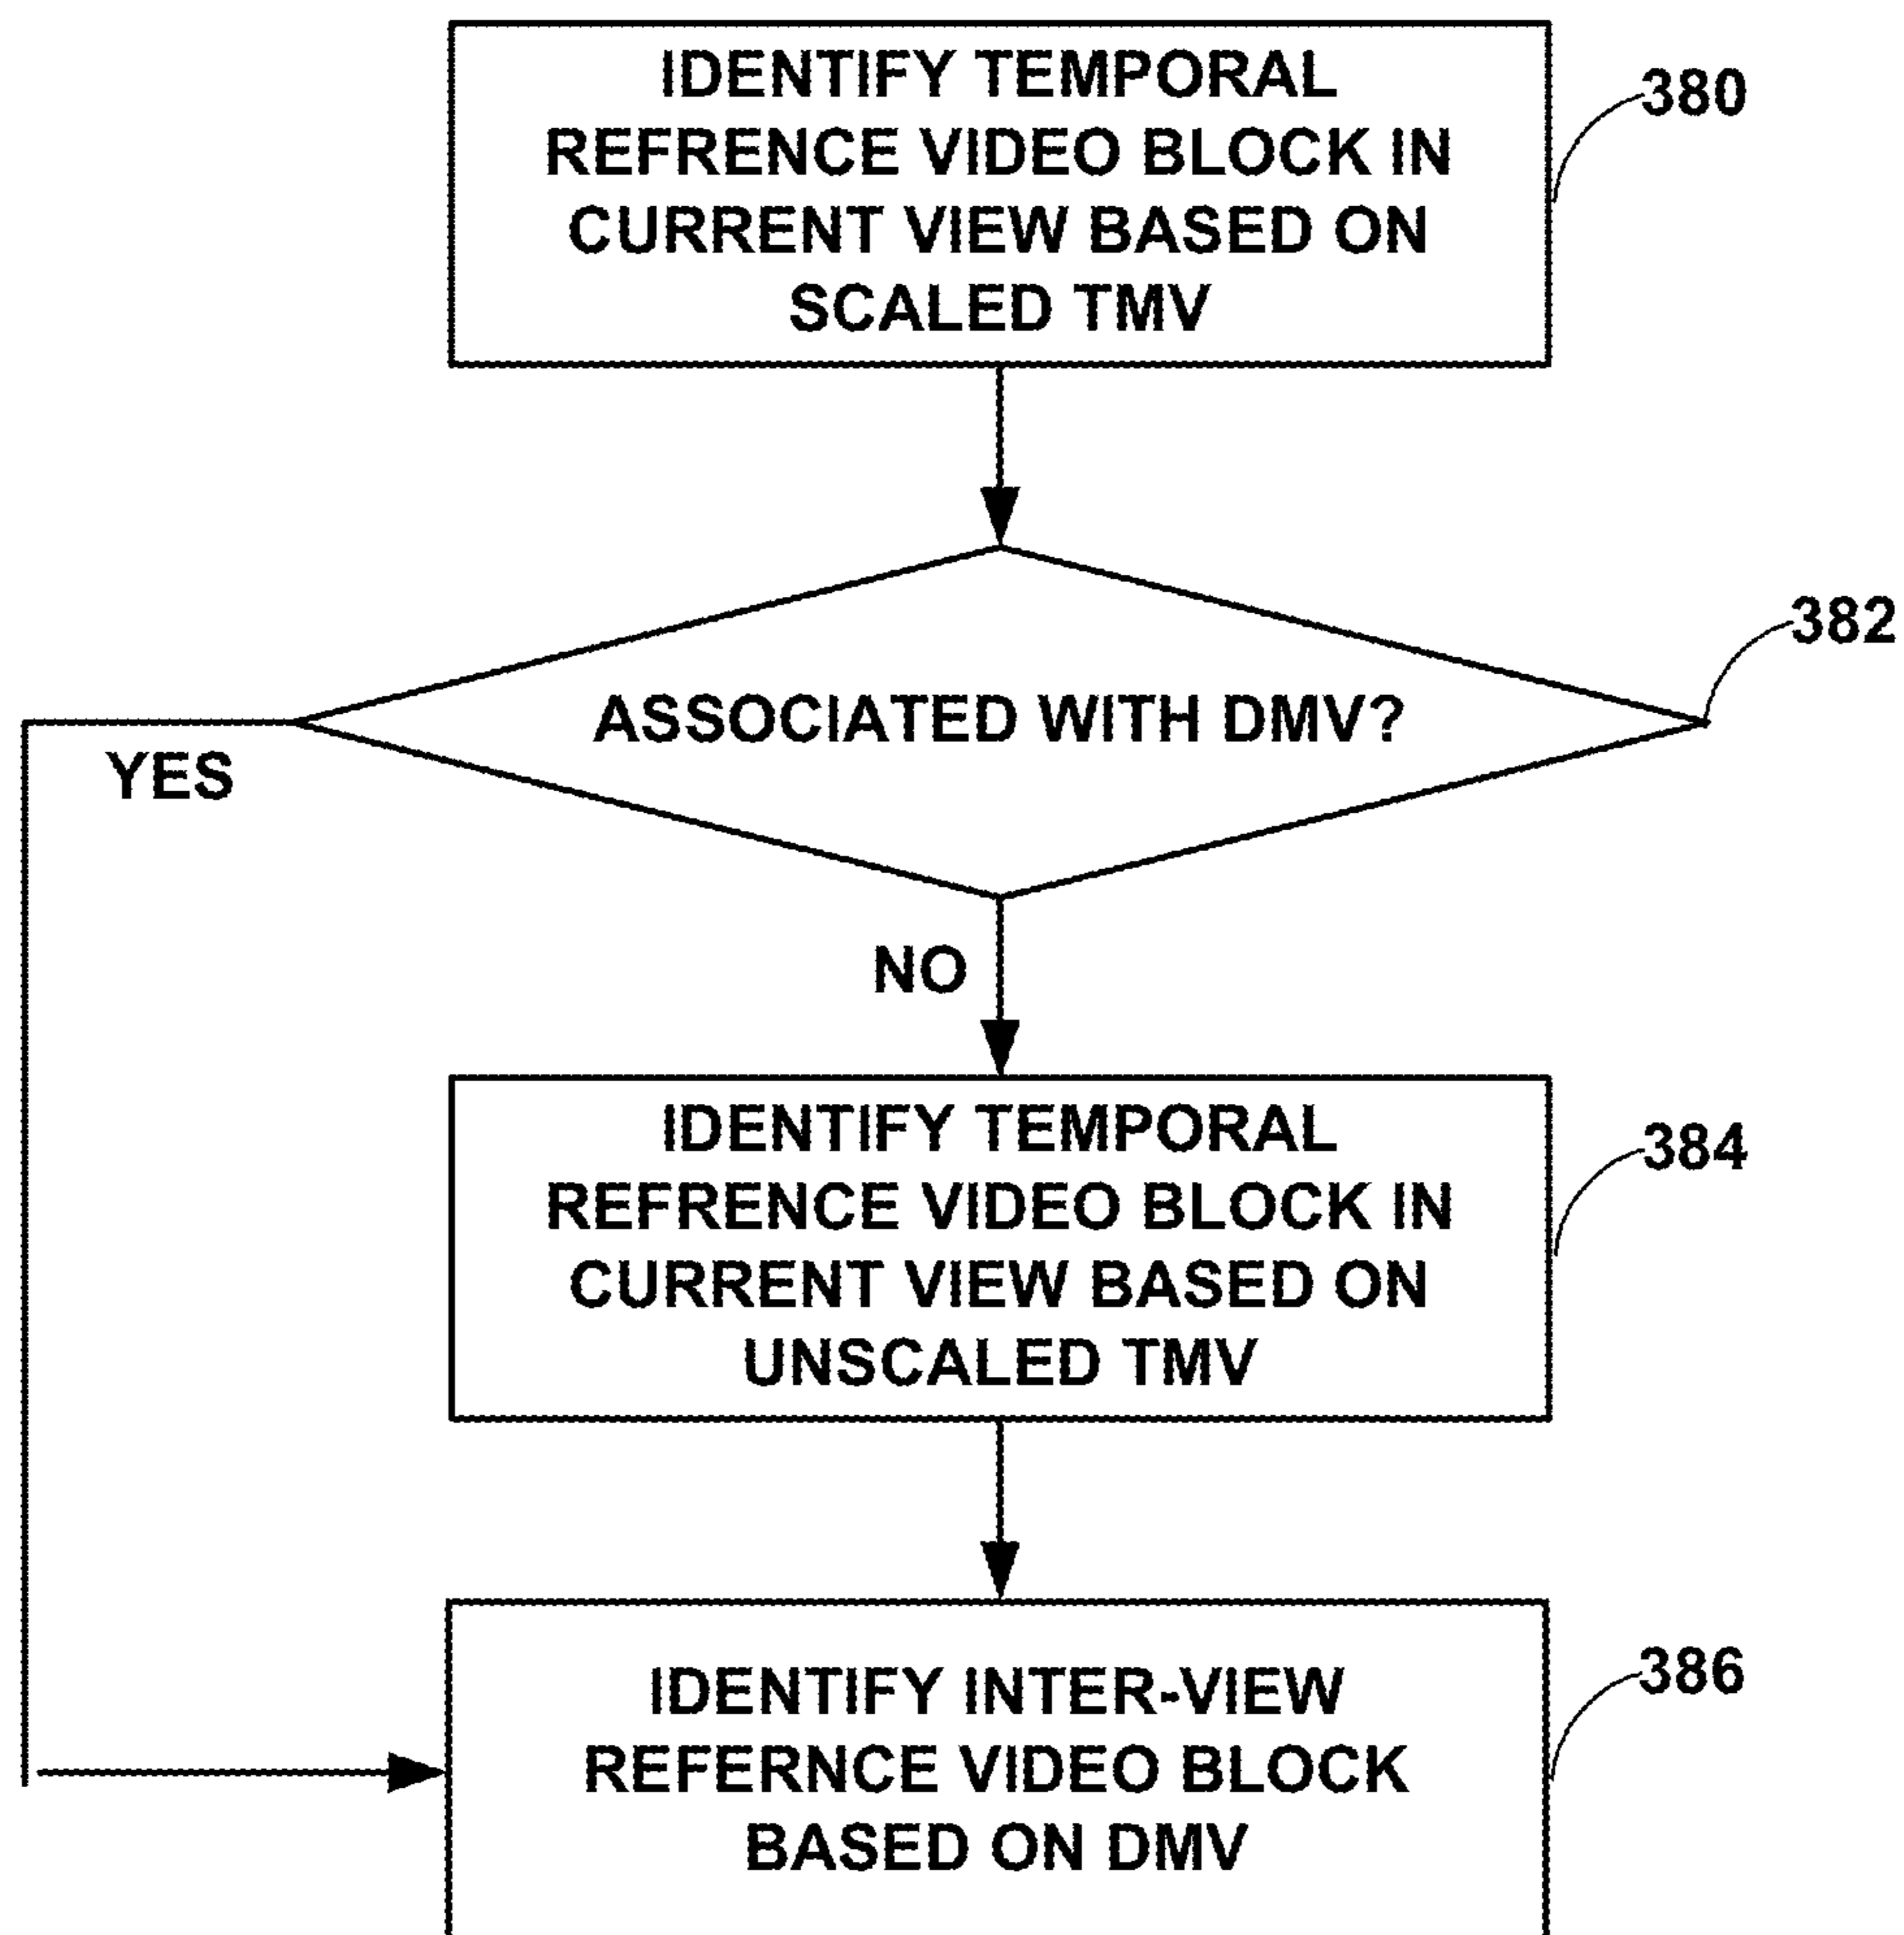 IDENTIFY TEMPORAL
REFRENCE VIDEO BLOCK IN
CURRENT VIEW BASED ON
SCALED TMV
380
ASSOCIATED WITH DMV?
382
YES
NO
IDENTIFY TEMPORAL
REFRENCE VIDEO BLOCK IN
CURRENT VIEW BASED ON
UNSCALED TMV
384
IDENTIFY INTER-VIEW
REFERNCE VIDEO BLOCK
BASED ON DMV
386